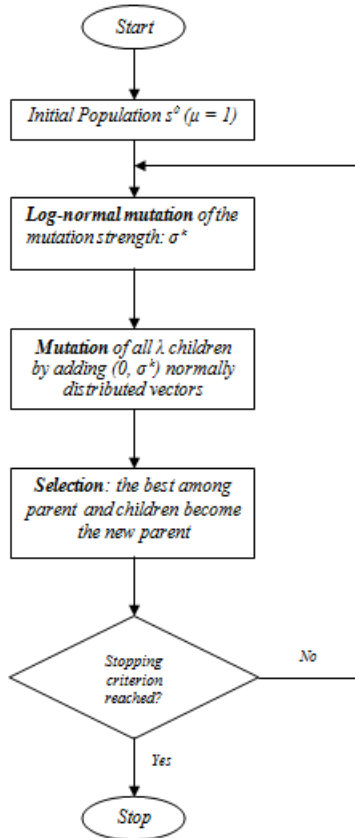 Start
Initial Population s⁰ (μ = 1)
Log-normal mutation of the
mutation strength: σᵏ
Mutation of all λ children
by adding (0, σᵏ) normally
distributed vectors
Selection: the best among
parent and children become
the new parent
Stopping
criterion
reached?
No
Yes
Stop